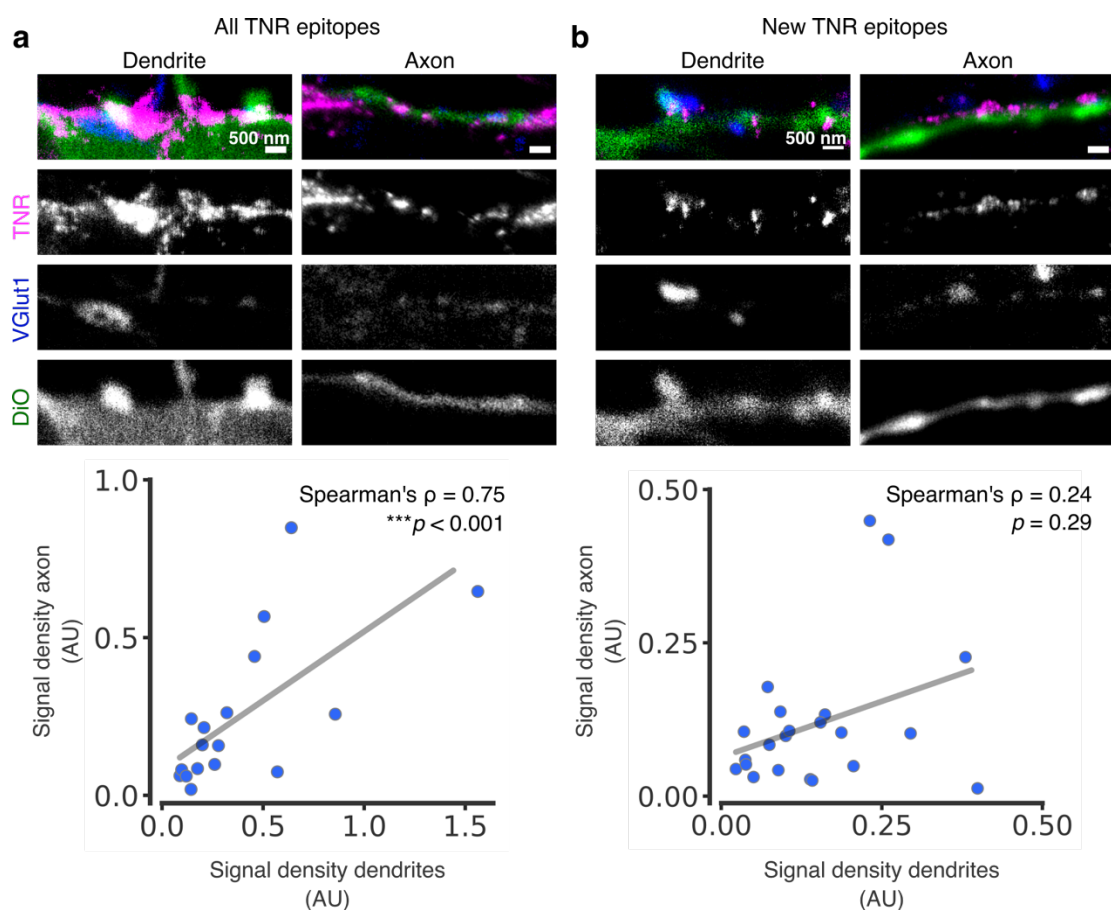 a
All TNR epitopes
Dendrite
Axon
500 nm
TNR
VGlut1
DiO
1.0
0.5
0.0
Signal density axon
(AU)
Spearman's ρ = 0.75
***p < 0.001
0.0 0.5 1.0 1.5
Signal density dendrites
(AU)
b
New TNR epitopes
Dendrite
Axon
500 nm
0.50
0.25
0.00
Signal density axon
(AU)
Spearman's ρ = 0.24
p = 0.29
0.00 0.25 0.50
Signal density dendrites
(AU)